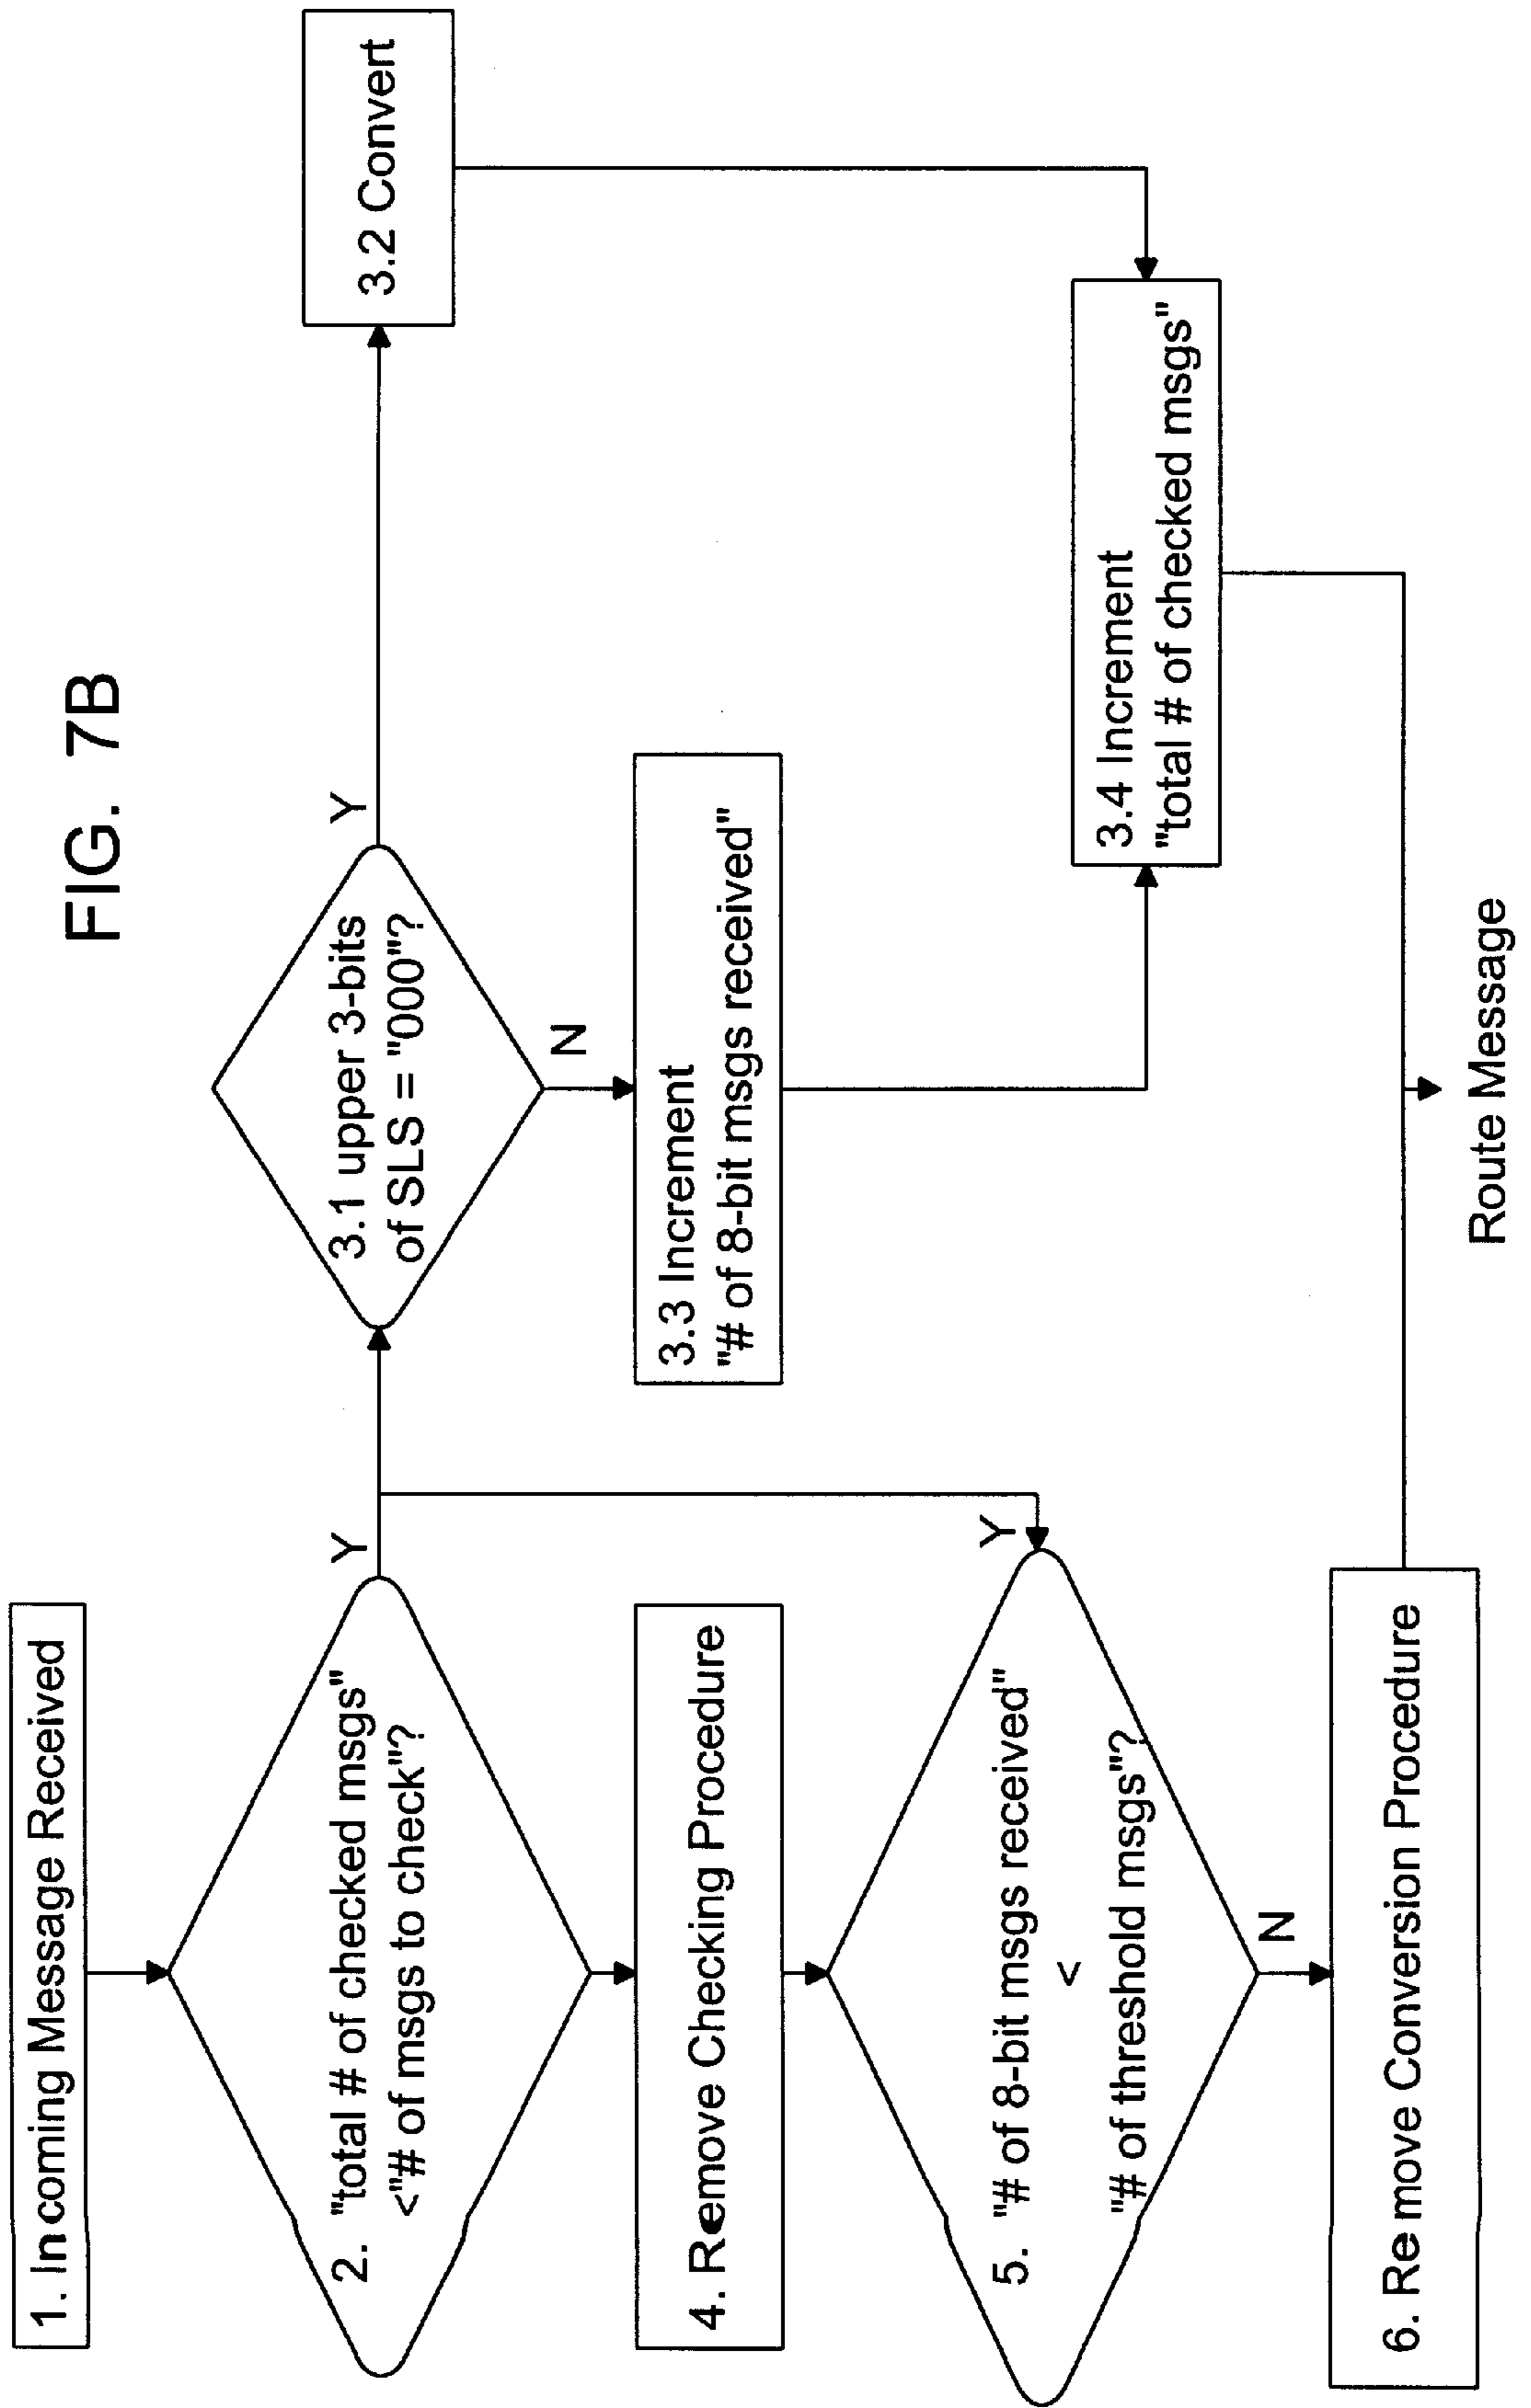 FIG. 7B
1. Incoming Message Received
2. "total # of checked msgs"
<"# of msgs to check"?
Y
3.1 upper 3-bits
of SLS = "000"?
Y
3.2 Convert
N
3.3 Increment
"# of 8-bit msgs received"
3.4 Increment
"total # of checked msgs"
4. Remove Checking Procedure
Y
5. "# of 8-bit msgs received"
<
"# of threshold msgs"?
N
6. Remove Conversion Procedure
Route Message